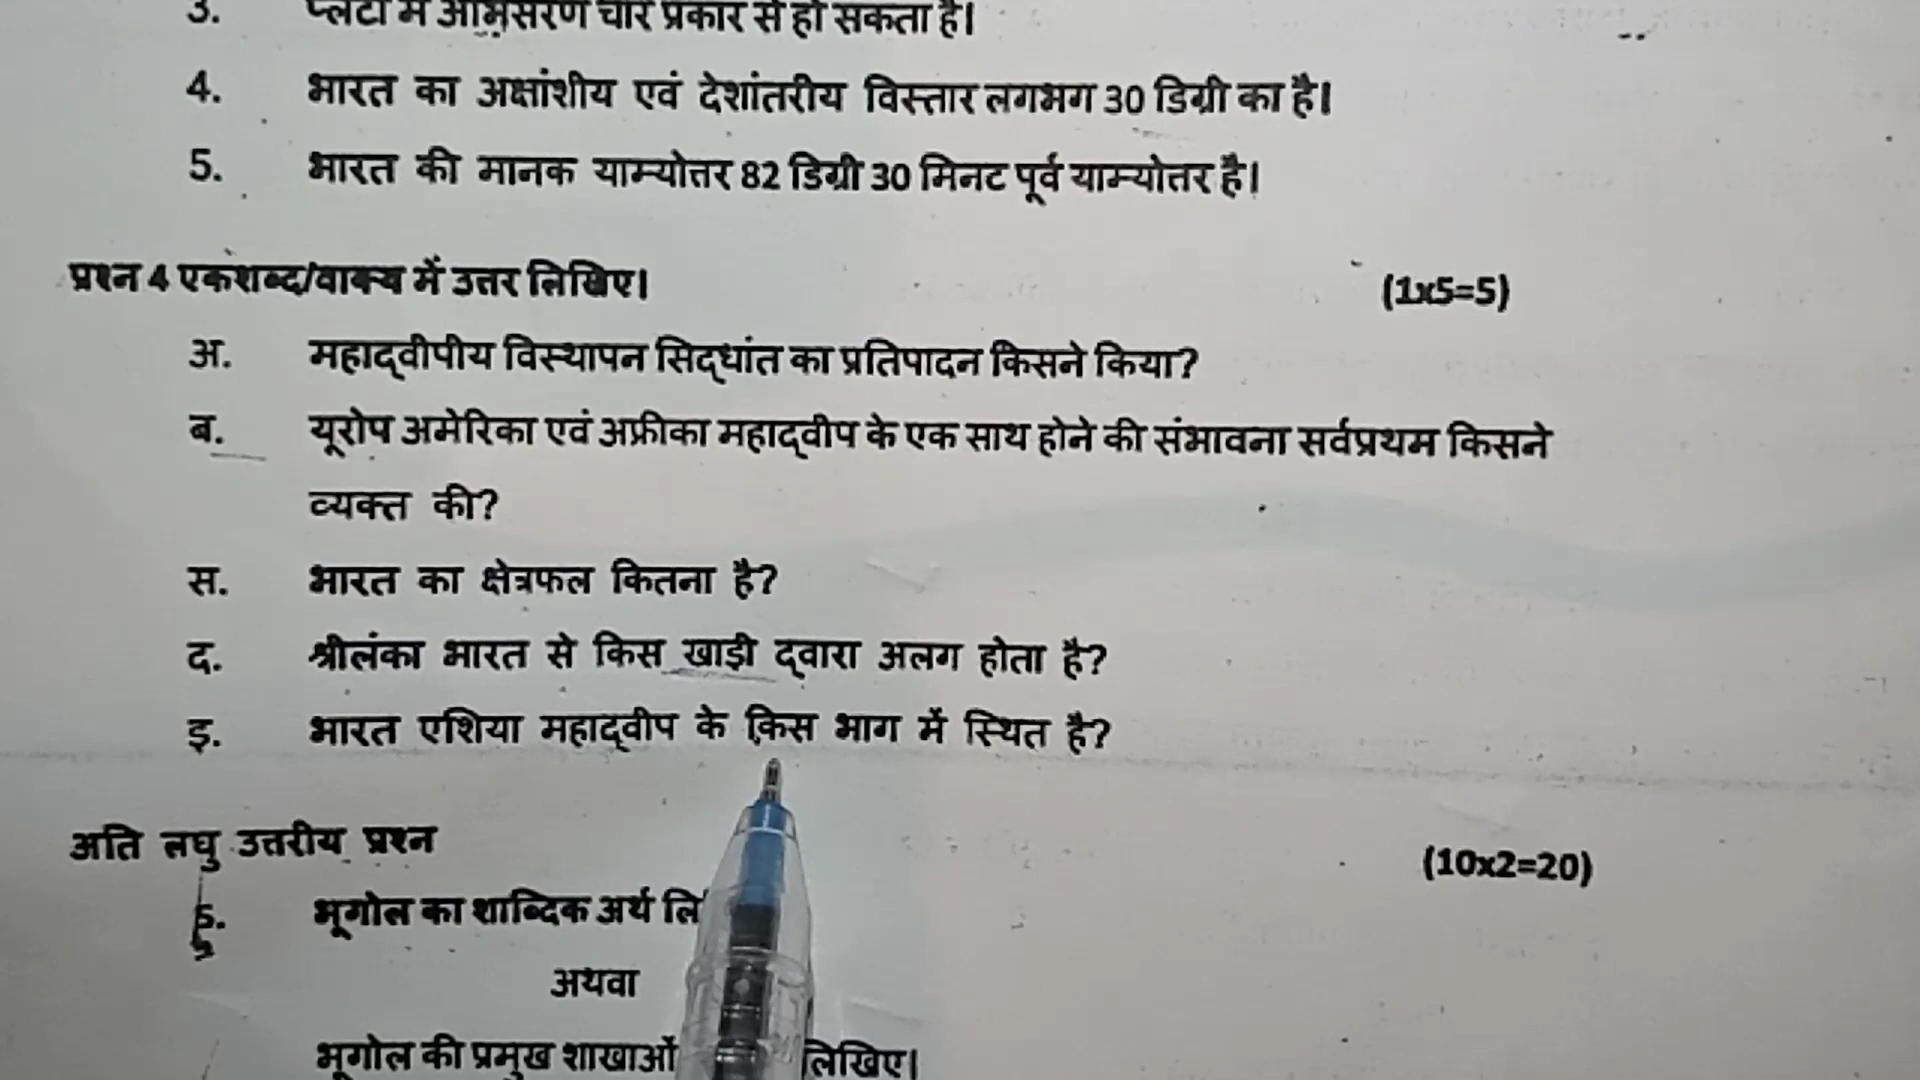 3. प्लेटों में अभिसरण चार प्रकार से हो सकता है।
4. भारत का अक्षांशीय एवं देशांतरीय विस्तार लगभग 30 डिग्री का है।
5. भारत की मानक याम्योत्तर 82 डिग्री 30 मिनट पूर्व याम्योत्तर है।
प्रश्न 4 एकशब्द/वाक्य में उत्तर लिखिए। (1x5=5)
अ. महाद्वीपीय विस्थापन सिद्धांत का प्रतिपादन किसने किया?
ब. यूरोप अमेरिका एवं अफ्रीका महाद्वीप के एक साथ होने की संभावना सर्वप्रथम किसने
व्यक्त की?
स. भारत का क्षेत्रफल कितना है?
द. श्रीलंका भारत से किस खाड़ी द्वारा अलग होता है?
इ. भारत एशिया महाद्वीप के किस भाग में स्थित है?
अति लघु उत्तरीय प्रश्न (10x2=20)
5. भूगोल का शाब्दिक अर्थ
अथवा
भूगोल की प्रमुख शाखाओं लिखिए।